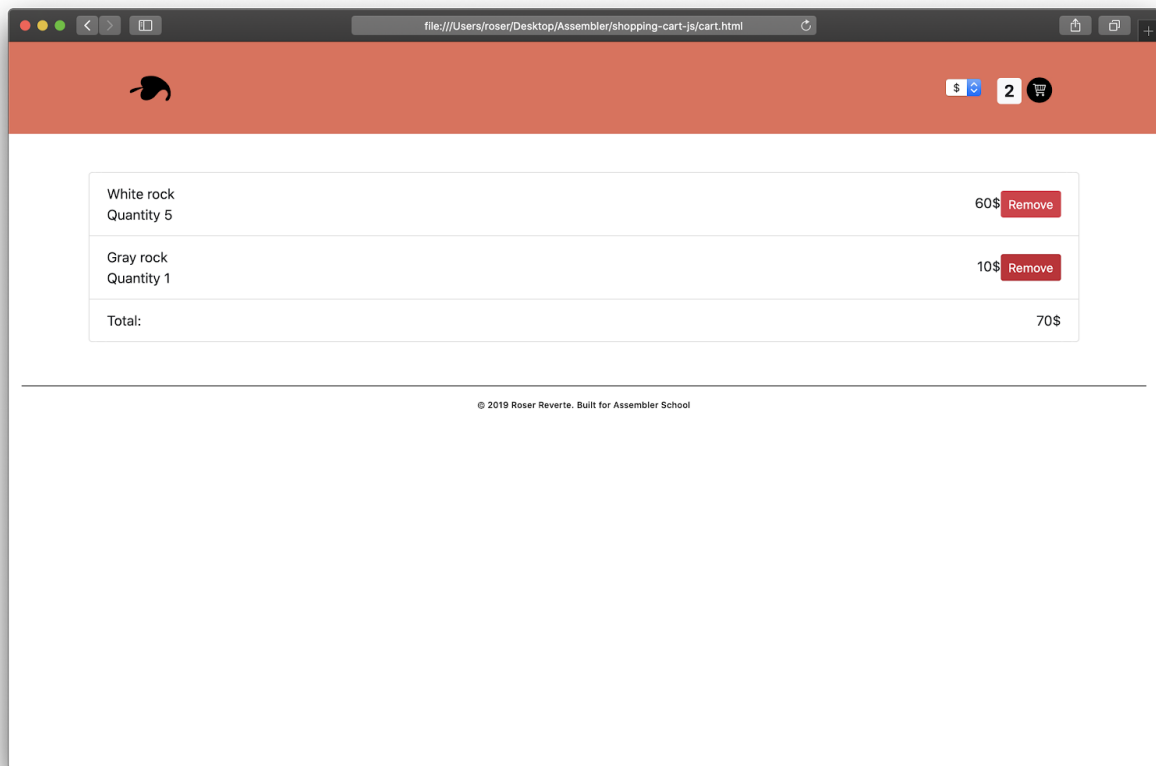 file:///Users/roser/Desktop/Assembler/shopping-cart-js/cart.html
$
2
White rock
Quantity 5
60$ Remove
Gray rock
Quantity 1
10$ Remove
Total: 70$
© 2019 Roser Reverte. Built for Assembler School